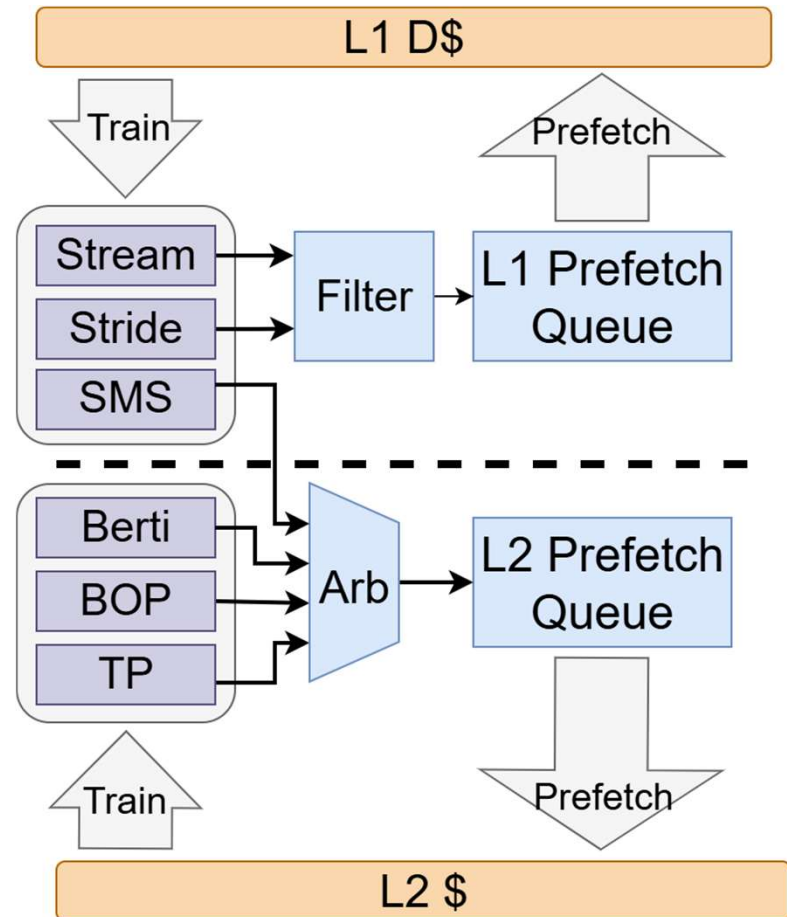 L1 D$
Train
Prefetch
Stream
Stride
SMS
Filter
L1 Prefetch
Queue
Berti
BOP
TP
Arb
L2 Prefetch
Queue
Train
Prefetch
L2 $